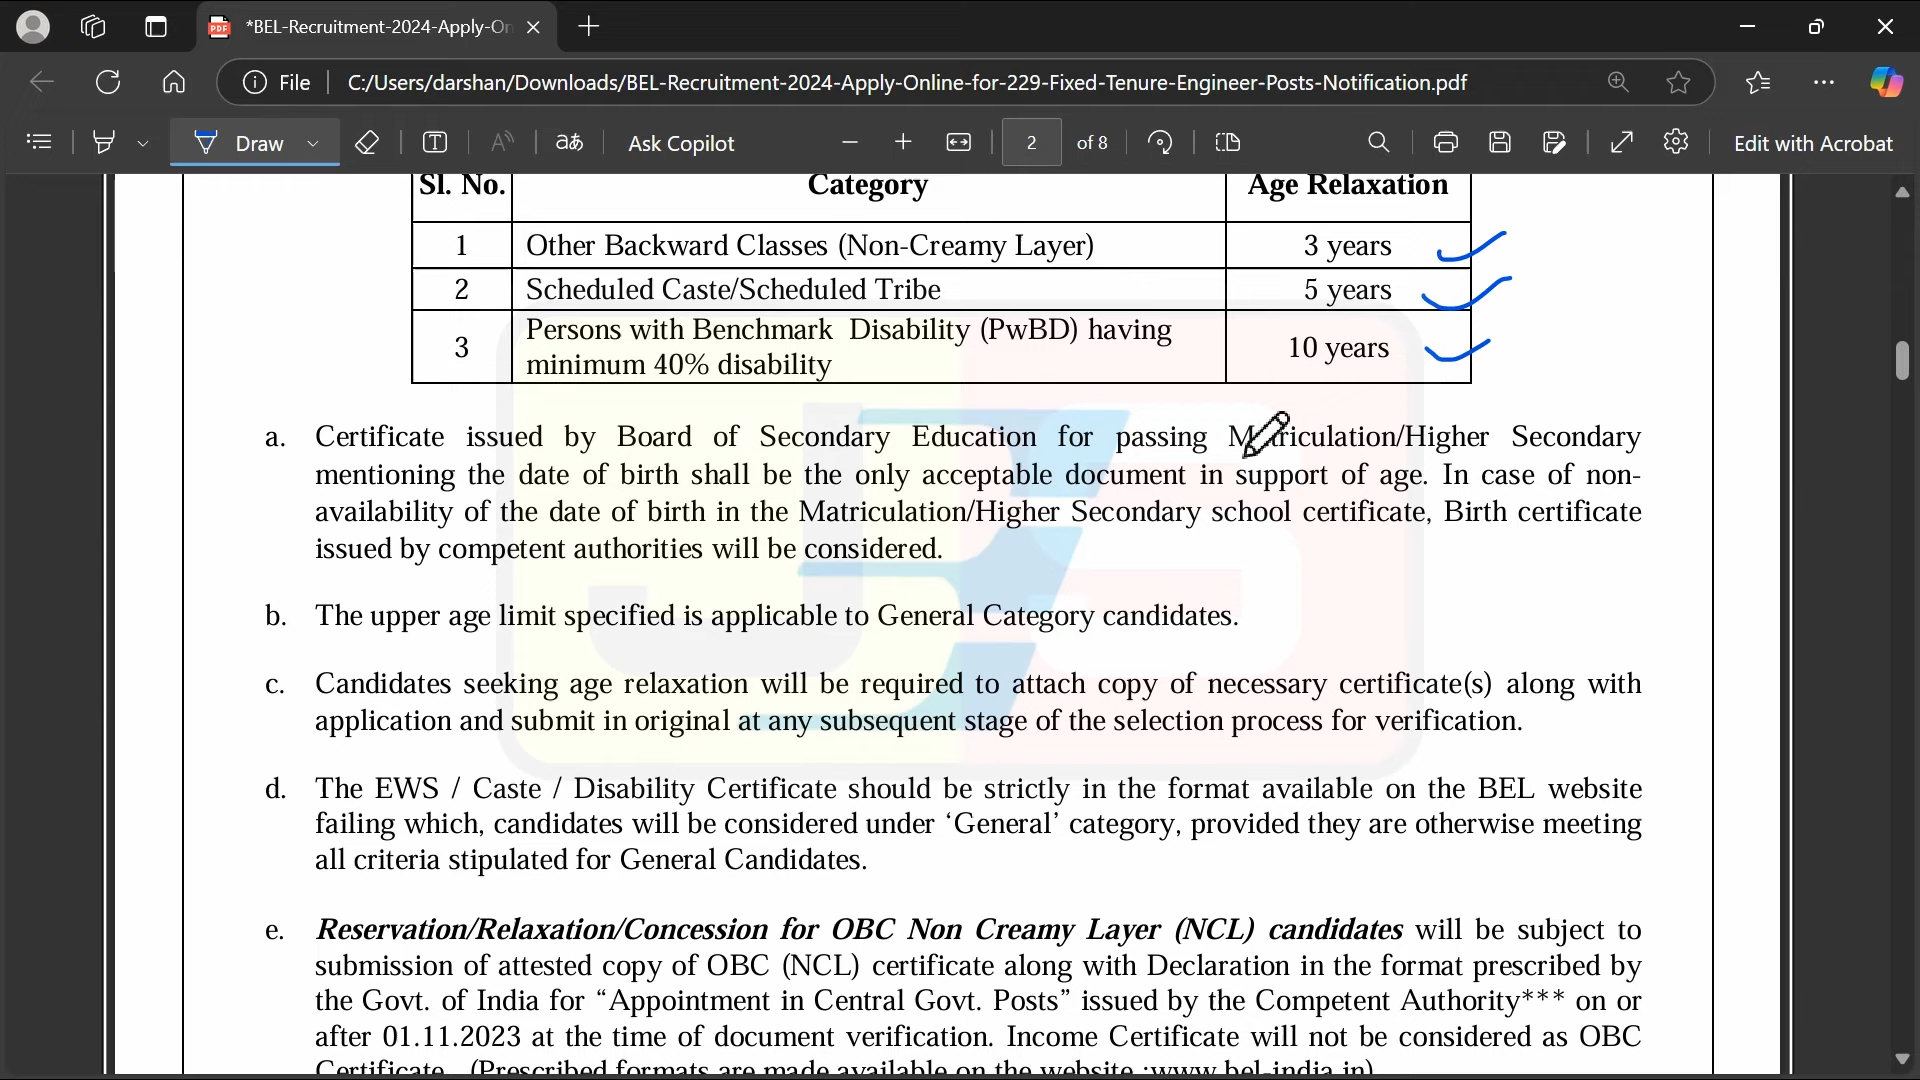 *BEL-Recruitment-2024-Apply-On
File
C:/Users/darshan/Downloads/BEL-Recruitment-2024-Apply-Online-for-229-Fixed-Tenure-Engineer-Posts-Notification.pdf
Draw
T
A
aあ
Ask Copilot
2
of 8
Edit with Acrobat
Sl. No. Category Age Relaxation
1 Other Backward Classes (Non-Creamy Layer) 3 years
2 Scheduled Caste/Scheduled Tribe 5 years
3 Persons with Benchmark Disability (PwBD) having
minimum 40% disability 10 years
a. Certificate issued by Board of Secondary Education for passing Matriculation/Higher Secondary
mentioning the date of birth shall be the only acceptable document in support of age. In case of non-
availability of the date of birth in the Matriculation/Higher Secondary school certificate, Birth certificate
issued by competent authorities will be considered.
b. The upper age limit specified is applicable to General Category candidates.
c. Candidates seeking age relaxation will be required to attach copy of necessary certificate(s) along with
application and submit in original at any subsequent stage of the selection process for verification.
d. The EWS / Caste / Disability Certificate should be strictly in the format available on the BEL website
failing which, candidates will be considered under ‘General’ category, provided they are otherwise meeting
all criteria stipulated for General Candidates.
e. Reservation/Relaxation/Concession for OBC Non Creamy Layer (NCL) candidates will be subject to
submission of attested copy of OBC (NCL) certificate along with Declaration in the format prescribed by
the Govt. of India for “Appointment in Central Govt. Posts” issued by the Competent Authority*** on or
after 01.11.2023 at the time of document verification. Income Certificate will not be considered as OBC
Certificate. (Prescribed formats are made available on the website :www.bel-india.in)